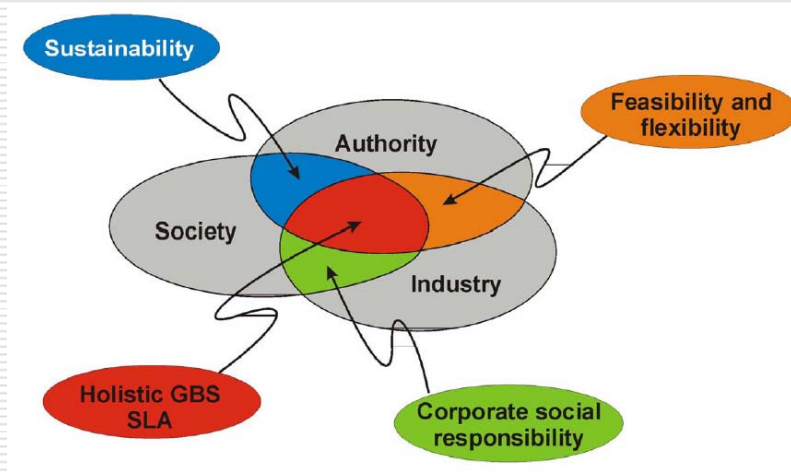 Sustainability
Feasibility and
flexibility
Authority
Society
Industry
Holistic GBS
SLA
Corporate social
responsibility